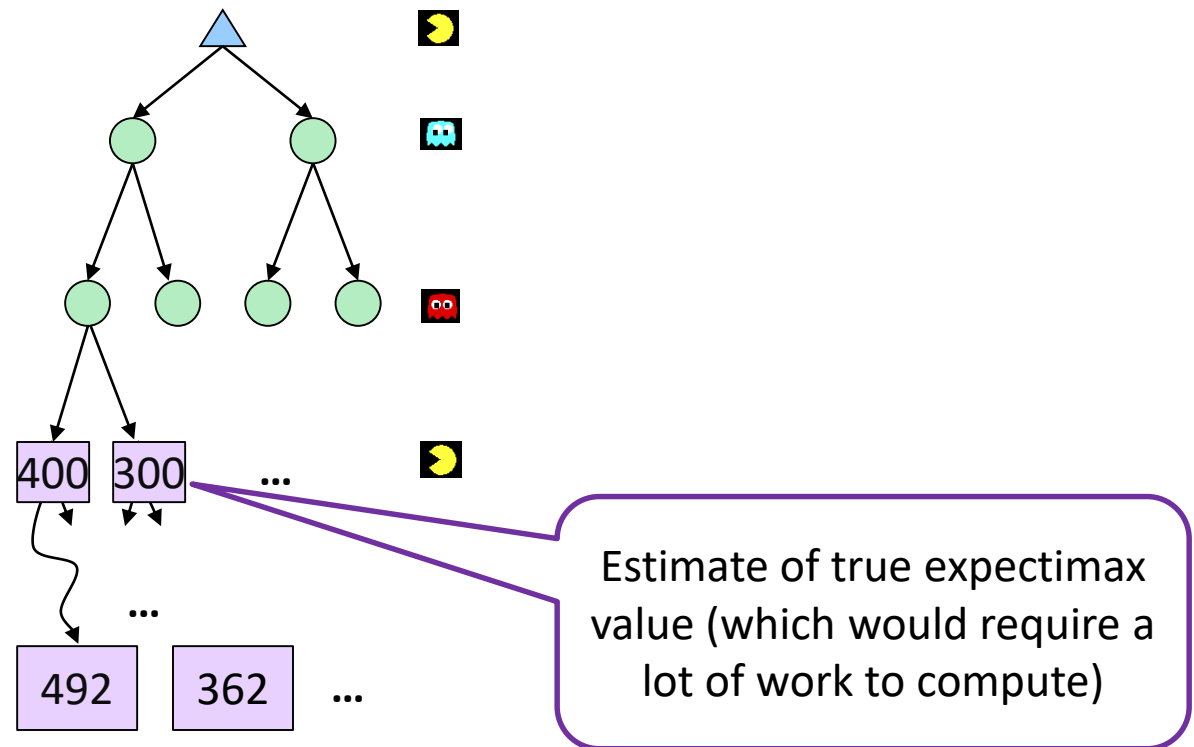 400 300 ...
Estimate of true expectimax
value (which would require a
lot of work to compute)
...
492 362 ...